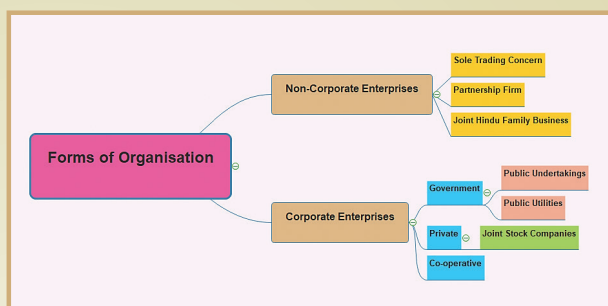 Forms of Organisation
Non-Corporate Enterprises
Sole Trading Concern
Partnership Firm
Joint Hindu Family Business
Corporate Enterprises
Government
Public Undertakings
Public Utilities
Private
Joint Stock Companies
Co-operative